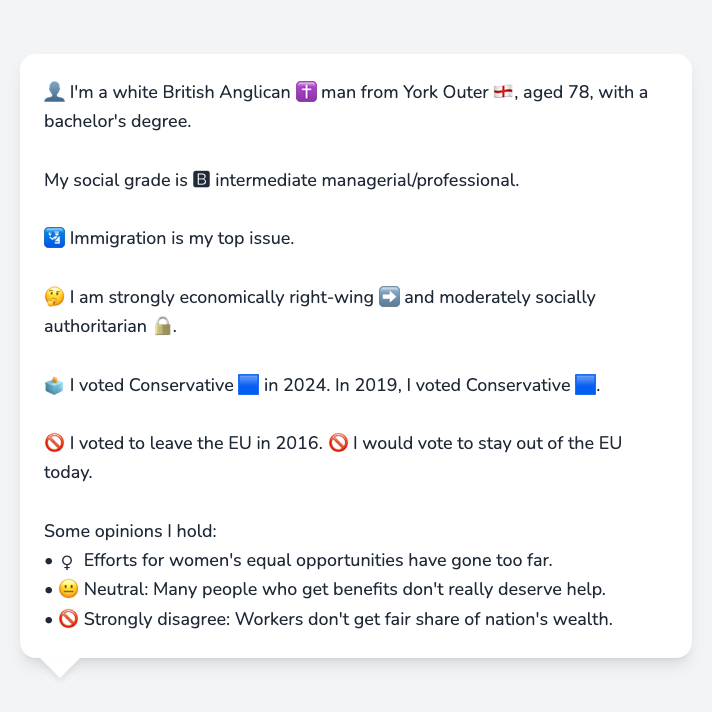 👤 I'm a white British Anglican ✝️ man from York Outer 🏴󠁧󠁢󠁥󠁮󠁧󠁿, aged 78, with a
bachelor's degree.
My social grade is 🅱 intermediate managerial/professional.
🛂 Immigration is my top issue.
🤔 I am strongly economically right-wing ➡️ and moderately socially
authoritarian 🔒.
🗳️ I voted Conservative 🟦 in 2024. In 2019, I voted Conservative 🟦.
🚫 I voted to leave the EU in 2016. 🚫 I would vote to stay out of the EU
today.
Some opinions I hold:
• ♀ Efforts for women's equal opportunities have gone too far.
• 😐 Neutral: Many people who get benefits don't really deserve help.
• 🚫 Strongly disagree: Workers don't get fair share of nation's wealth.